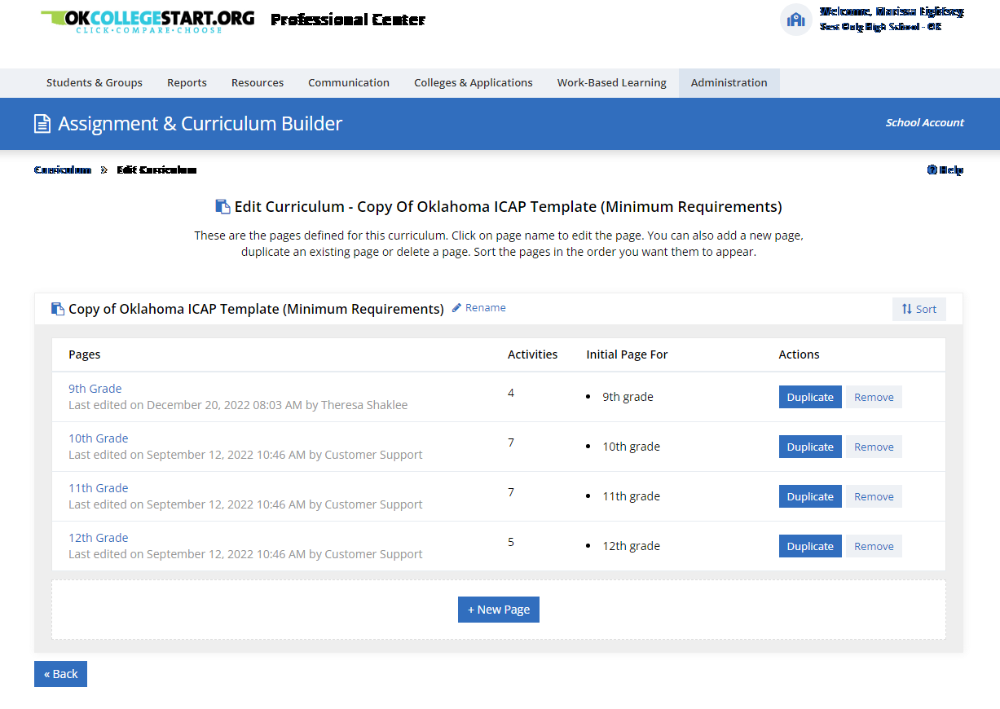 OKCOLLEGESTART.ORG
CLICK•COMPARE•CHOOSE
Professional Center
Welcome, Marissa Lightsey
Test Only High School - OK
Students & Groups
Reports
Resources
Communication
Colleges & Applications
Work-Based Learning
Administration
Assignment & Curriculum Builder
School Account
Curriculum » Edit Curriculum
Help
Edit Curriculum - Copy Of Oklahoma ICAP Template (Minimum Requirements)
These are the pages defined for this curriculum. Click on page name to edit the page. You can also add a new page,
duplicate an existing page or delete a page. Sort the pages in the order you want them to appear.
Copy of Oklahoma ICAP Template (Minimum Requirements) Rename
Sort
Pages Activities Initial Page For Actions
9th Grade
Last edited on December 20, 2022 08:03 AM by Theresa Shaklee
4
• 9th grade
Duplicate Remove
10th Grade
Last edited on September 12, 2022 10:46 AM by Customer Support
7
• 10th grade
Duplicate Remove
11th Grade
Last edited on September 12, 2022 10:46 AM by Customer Support
7
• 11th grade
Duplicate Remove
12th Grade
Last edited on September 12, 2022 10:46 AM by Customer Support
5
• 12th grade
Duplicate Remove
+ New Page
« Back